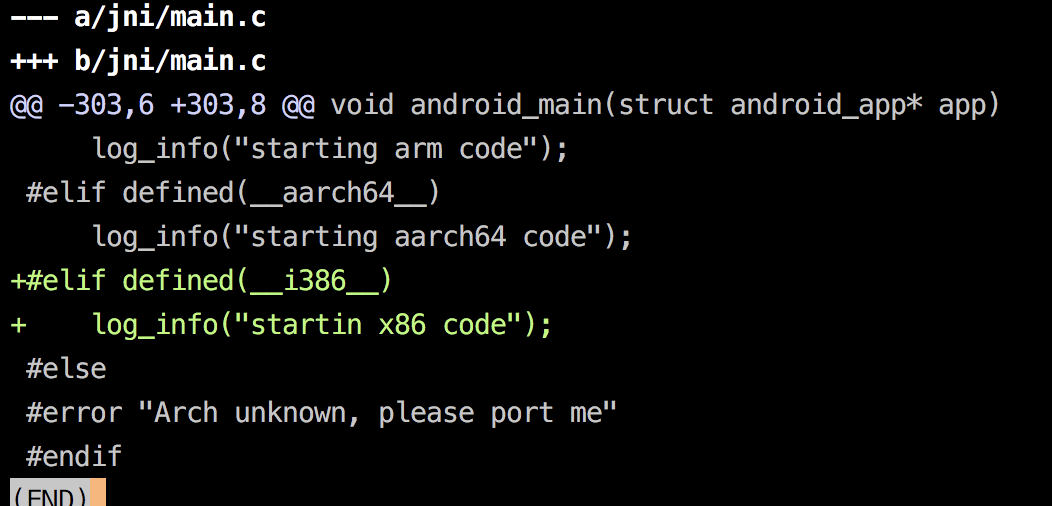 --- a/jni/main.c
+++ b/jni/main.c
@@ -303,6 +303,8 @@ void android_main(struct android_app* app)
     log_info("starting arm code");
 #elif defined(__aarch64__)
     log_info("starting aarch64 code");
+#elif defined(__i386__)
+    log_info("startin x86 code");
 #else
 #error "Arch unknown, please port me"
 #endif
(END)